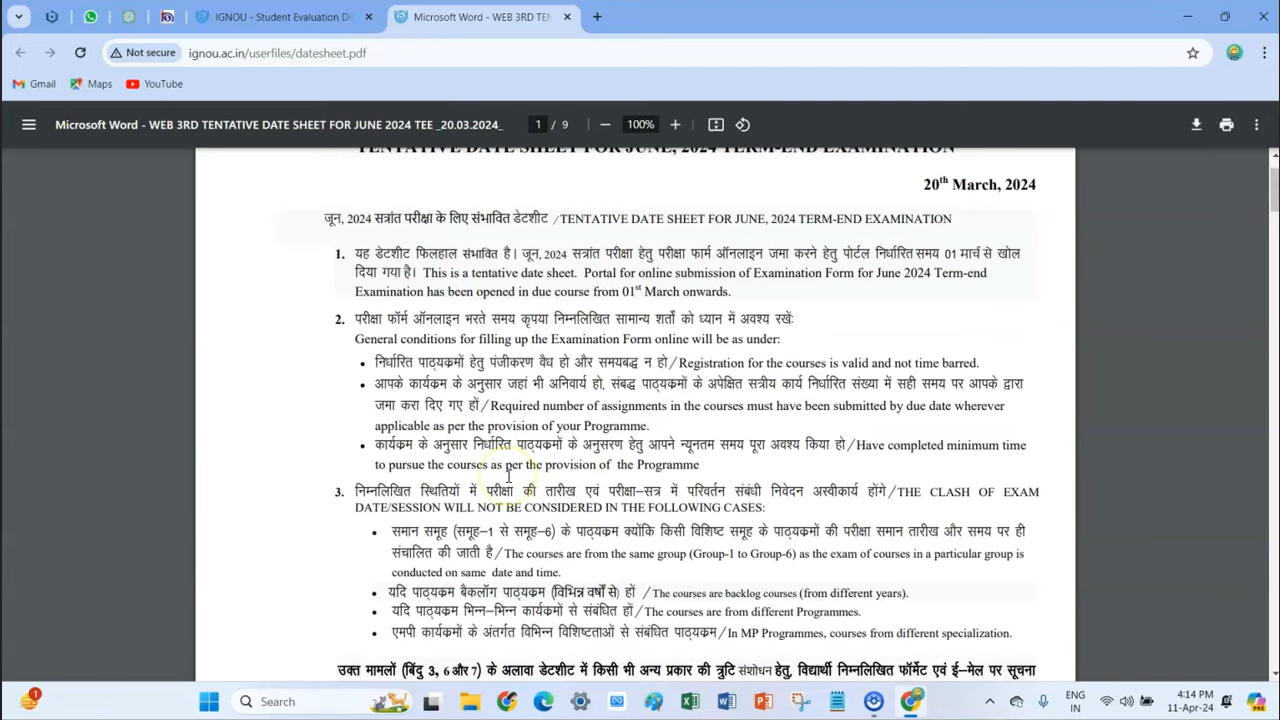 IGNOU - Student Evaluation Di
Microsoft Word - WEB 3RD TEN
Not secure
ignou.ac.in/userfiles/datesheet.pdf
Gmail
Maps
YouTube
Microsoft Word - WEB 3RD TENTATIVE DATE SHEET FOR JUNE 2024 TEE _20.03.2024_
1 / 9
100%
TENTATIVE DATE SHEET FOR JUNE, 2024 TERM-END EXAMINATION
20th March, 2024
जून, 2024 सत्रांत परीक्षा के लिए संभावित डेटशीट /TENTATIVE DATE SHEET FOR JUNE, 2024 TERM-END EXAMINATION
1. यह डेटशीट फिलहाल संभावित है। जून, 2024 सत्रांत परीक्षा हेतु परीक्षा फार्म ऑनलाइन जमा करने हेतु पोर्टल निर्धारित समय 01 मार्च से खोल
दिया गया है। This is a tentative date sheet. Portal for online submission of Examination Form for June 2024 Term-end
Examination has been opened in due course from 01st March onwards.
2. परीक्षा फॉर्म ऑनलाइन भरते समय कृपया निम्नलिखित सामान्य शर्तों को ध्यान में अवश्य रखें:
General conditions for filling up the Examination Form online will be as under:
• निर्धारित पाठ्यक्रमों हेतु पंजीकरण वैध हो और समयबद्ध न हो/Registration for the courses is valid and not time barred.
• आपके कार्यक्रम के अनुसार जहां भी अनिवार्य हो, संबद्ध पाठ्यक्रमों के अपेक्षित सत्रीय कार्य निर्धारित संख्या में सही समय पर आपके द्वारा
जमा करा दिए गए हों/Required number of assignments in the courses must have been submitted by due date wherever
applicable as per the provision of your Programme.
• कार्यक्रम के अनुसार निर्धारित पाठ्यक्रमों के अनुसरण हेतु आपने न्यूनतम समय पूरा अवश्य किया हो/Have completed minimum time
to pursue the courses as per the provision of the Programme
3. निम्नलिखित स्थितियों में परीक्षा की तारीख एवं परीक्षा–सत्र में परिवर्तन संबंधी निवेदन अस्वीकार्य होंगे/THE CLASH OF EXAM
DATE/SESSION WILL NOT BE CONSIDERED IN THE FOLLOWING CASES:
• समान समूह (समूह–1 से समूह–6) के पाठ्यक्रम क्योंकि किसी विशिष्ट समूह के पाठ्यक्रमों की परीक्षा समान तारीख और समय पर ही
संचालित की जाती है/The courses are from the same group (Group-1 to Group-6) as the exam of courses in a particular group is
conducted on same date and time.
• यदि पाठ्यक्रम बैकलॉग पाठ्यक्रम (विभिन्न वर्षों से) हों /The courses are backlog courses (from different years).
• यदि पाठ्यक्रम भिन्न–भिन्न कार्यक्रमों से संबंधित हों/The courses are from different Programmes.
• एमपी कार्यक्रमों के अंतर्गत विभिन्न विशिष्टताओं से संबंधित पाठ्यक्रम/In MP Programmes, courses from different specialization.
उक्त मामलों (बिंदु 3, 6 और 7) के अलावा डेटशीट में किसी भी अन्य प्रकार की त्रुटि संशोधन हेतु, विद्यार्थी निम्नलिखित फॉर्मेट एवं ई–मेल पर सूचना
1
Search
ENG
IN
4:14 PM
11-Apr-24